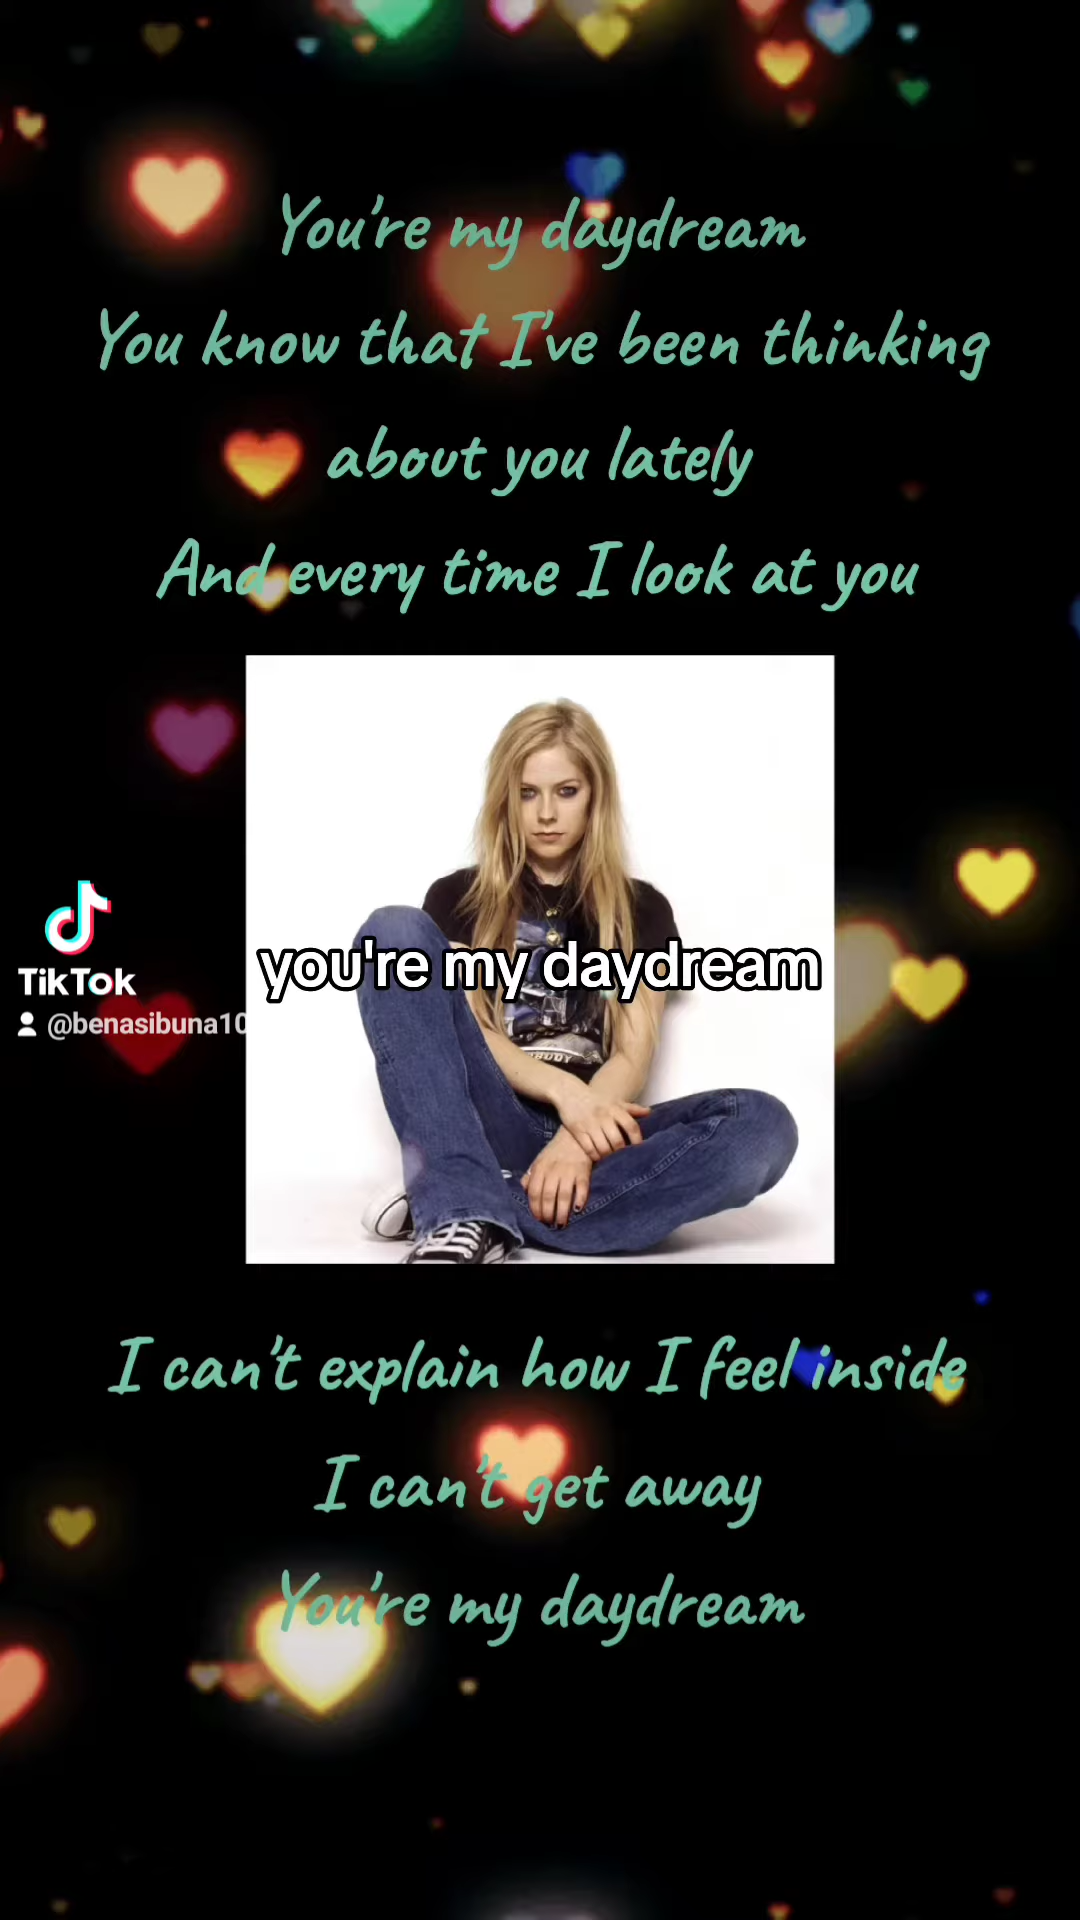 You're my daydream
You know that I've been thinking
about you lately
And every time I look at you
you're my daydream
TikTok
@benasibuna10
I can't explain how I feel inside
I can't get away
You're my daydream